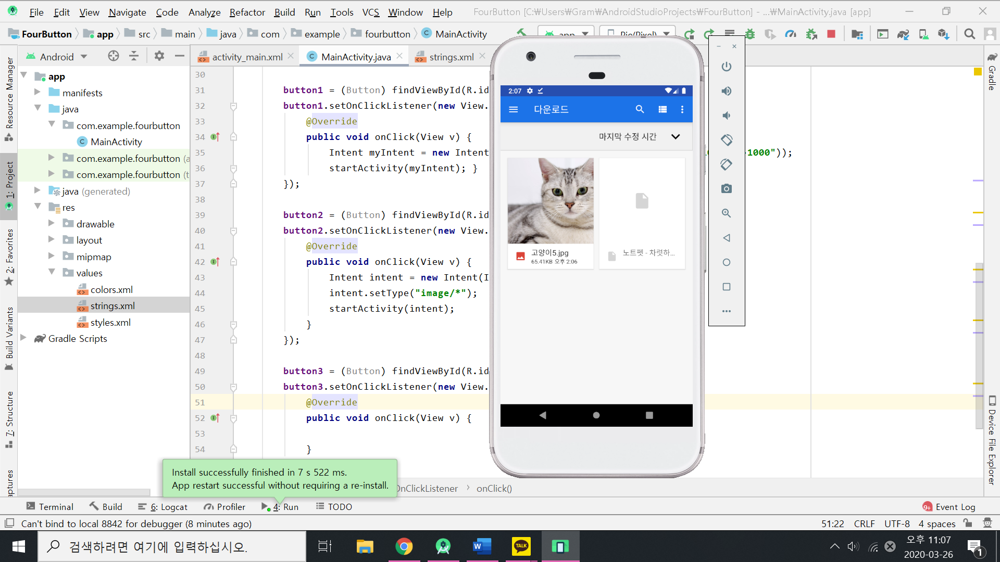 File Edit View Navigate Code Analyze Refactor Build Run Tools VCS Window Help FourButton [C:₩Users₩Gram₩AndroidStudioProjects₩FourButton] - ...₩MainActivity.java [app]
FourButton app src main java com example fourbutton MainActivity app Pie(Pixel)
Android
activity_main.xml MainActivity.java strings.xml
Resource Manager
1: Project
2: Favorites
Build Variants
7: Structure
aptures
app
manifests
java
com.example.fourbutton
MainActivity
com.example.fourbutton (a
com.example.fourbutton (t
java (generated)
res
drawable
layout
mipmap
values
colors.xml
strings.xml
styles.xml
Gradle Scripts
30
31 button1 = (Button) findViewById(R.id
32 button1.setOnClickListener(new View.
33 @Override
34 public void onClick(View v) {
35 Intent myIntent = new Intent -1000"));
36 startActivity(myIntent); }
37 });
38
39 button2 = (Button) findViewById(R.id
40 button2.setOnClickListener(new View.
41 @Override
42 public void onClick(View v) {
43 Intent intent = new Intent(I
44 intent.setType("image/*");
45 startActivity(intent);
46 }
47 });
48
49 button3 = (Button) findViewById(R.id
50 button3.setOnClickListener(new View.
51 @Override
52 public void onClick(View v) {
53
54 }
2:07
다운로드
마지막 수정 시간
고양이5.jpg
65.41KB 오후 2:06
노트펫 - 차렷하...
Gradle
Device File Explorer
Install successfully finished in 7 s 522 ms.
App restart successful without requiring a re-install.
OnClickListener › onClick()
Terminal Build 6: Logcat Profiler 4: Run TODO 9+ Event Log
Can't bind to local 8842 for debugger (8 minutes ago) 51:22 CRLF UTF-8 4 spaces
검색하려면 여기에 입력하십시오.
TALK
오후 11:07
2020-03-26
1